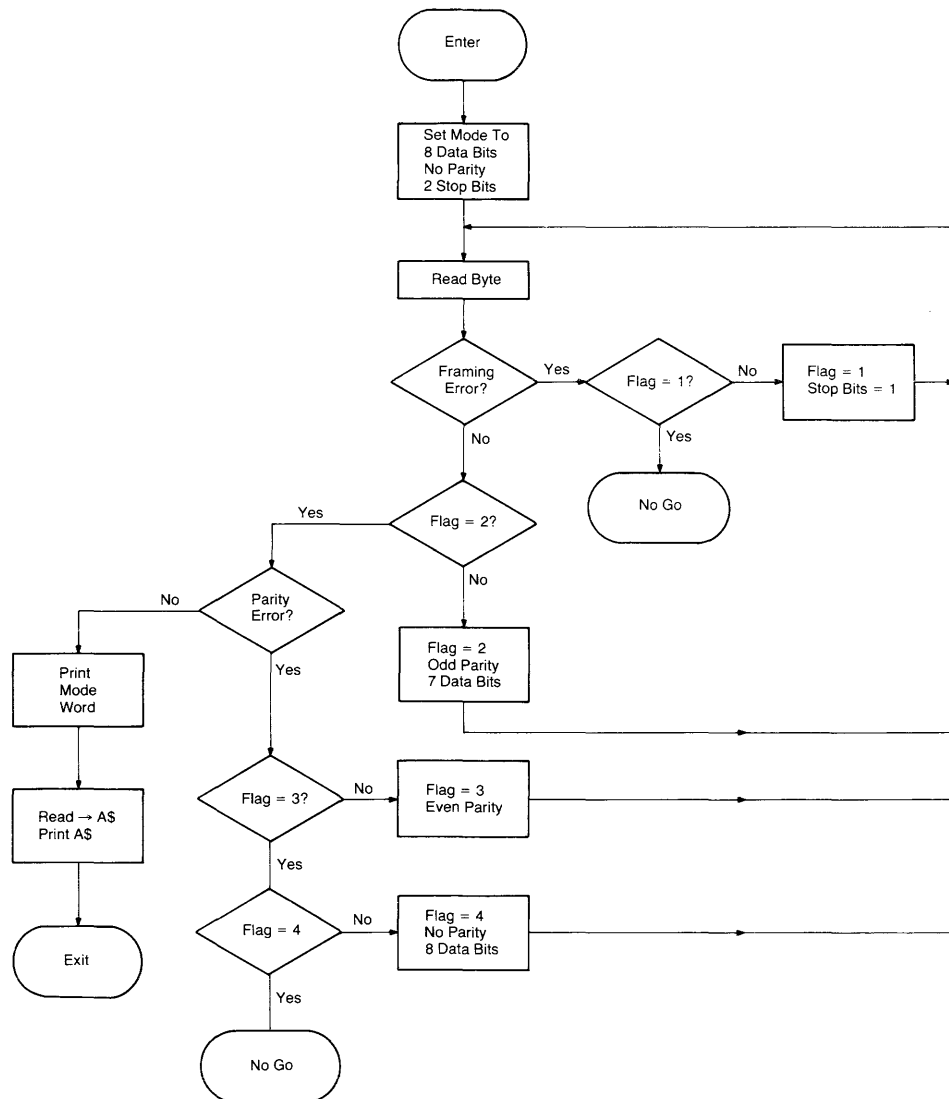 Enter
Set Mode To
8 Data Bits
No Parity
2 Stop Bits
Read Byte
Framing
Error?
Yes
Flag = 1?
No
Flag = 1
Stop Bits = 1
No
Yes
No Go
Yes
Flag = 2?
No
No
Parity
Error?
Yes
Flag = 2
Odd Parity
7 Data Bits
Print
Mode
Word
Flag = 3?
No
Flag = 3
Even Parity
Read → A$
Print A$
Yes
Flag = 4
No
Flag = 4
No Parity
8 Data Bits
Exit
Yes
No Go